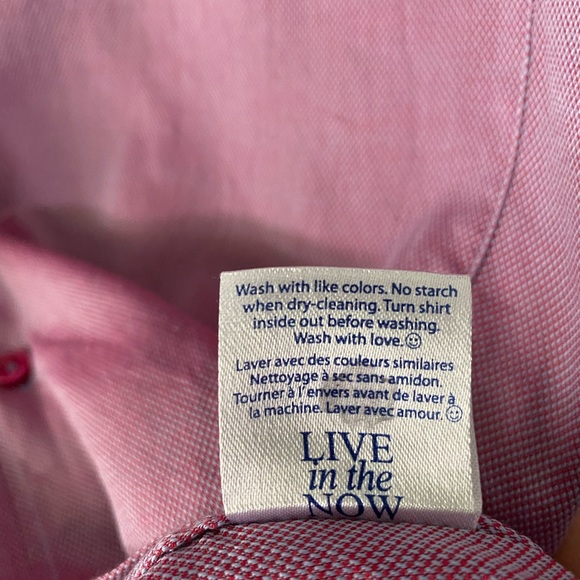 Wash with like colors. No starch
when dry-cleaning. Turn shirt
inside out before washing.
Wash with love.☺
Laver avec des couleurs similaires
Nettoyage à sec sans amidon.
Tourner à l'envers avant de laver à
la machine. Laver avec amour.☺
LIVE
in the
NOW